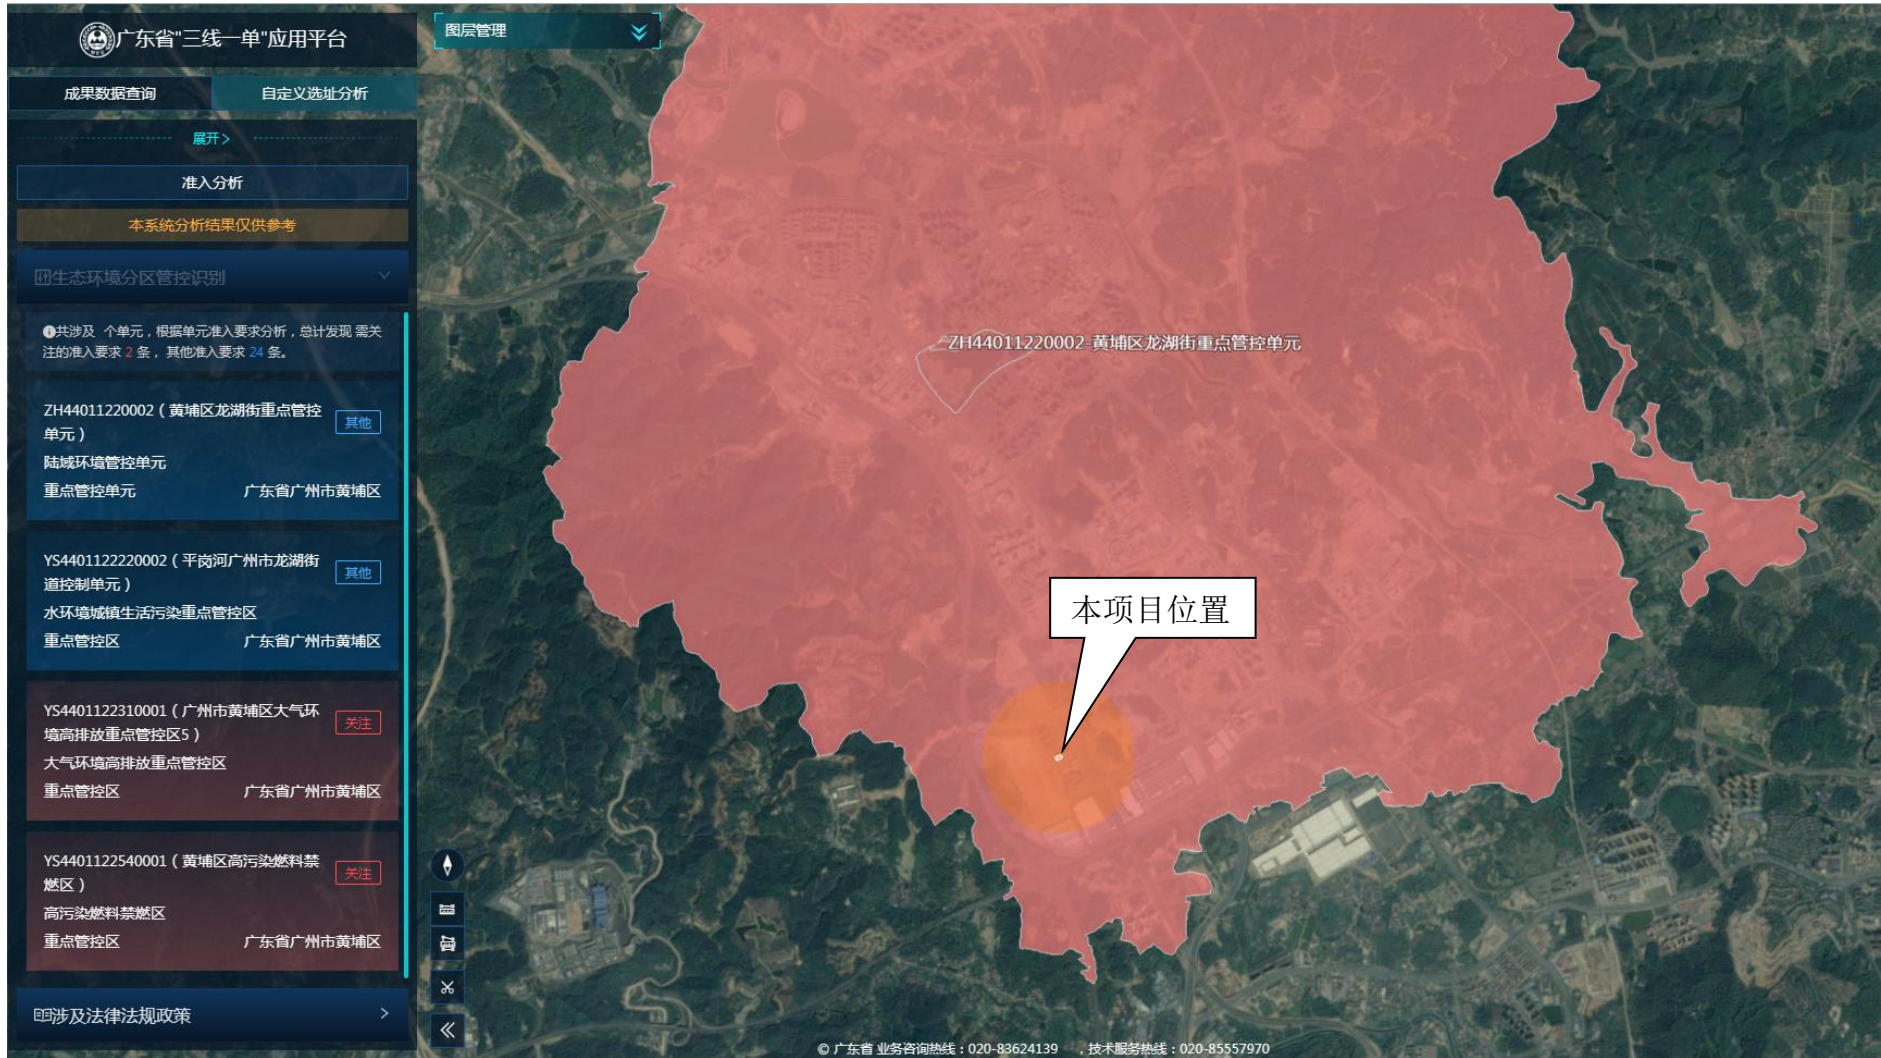 广东省"三线一单"应用平台
成果数据查询
自定义选址分析
展开>
准入分析
本系统分析结果仅供参考
生态环境分区管控识别
共涉及 个单元，根据单元准入要求分析，总计发现 需关
注的准入要求 2 条，其他准入要求 24 条。
ZH44011220002（黄埔区龙湖街重点管控
单元）
其他
陆域环境管控单元
重点管控单元
广东省广州市黄埔区
YS4401122220002（平岗河广州市龙湖街
道控制单元）
其他
水环境城镇生活污染重点管控区
重点管控区
广东省广州市黄埔区
YS4401122310001（广州市黄埔区大气环
境高排放重点管控区5）
关注
大气环境高排放重点管控区
重点管控区
广东省广州市黄埔区
YS4401122540001（黄埔区高污染燃料禁
燃区）
关注
高污染燃料禁燃区
重点管控区
广东省广州市黄埔区
涉及法律法规政策
图层管理
ZH44011220002-黄埔区龙湖街重点管控单元
本项目位置
© 广东省 业务咨询热线：020-83624139 ，技术服务热线：020-85557970